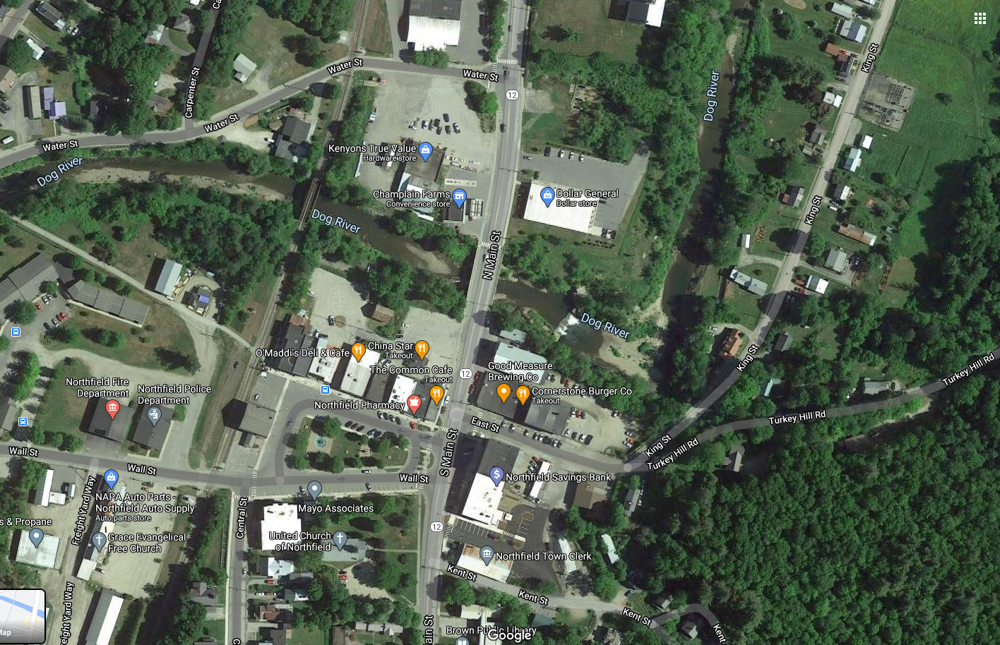 Carpenter St
Water St
Water St
Water St
Water St
12
King St
Dog River
Dog River
Kenyons True Value
Hardware store
Dog River
Champlain Farms
Convenience store
Dollar General
Dollar store
Dog River
King St
N Main St
Dog River
O'Maddi's Deli & Cafe
China Star
Takeout
The Common Cafe
Takeout
12
Good Measure
Brewing Co
Cornerstone Burger Co
Takeout
King St
Turkey Hill Rd
Northfield Fire
Department
Northfield Police
Department
Northfield Pharmacy
East St
Turkey Hill Rd
King St
Turkey Hill Rd
S Main St
Wall St
Wall St
Wall St
Northfield Savings Bank
NAPA Auto Parts -
Northfield Auto Supply
Auto parts store
Freight Yard Way
Central St
Mayo Associates
s & Propane
12
Grace Evangelical
Free Church
United Church
of Northfield
Northfield Town Clerk
Kent St
Kent St
Kent St
Kent
reight Yard Way
ain St
Map
Brown Public Library
Google